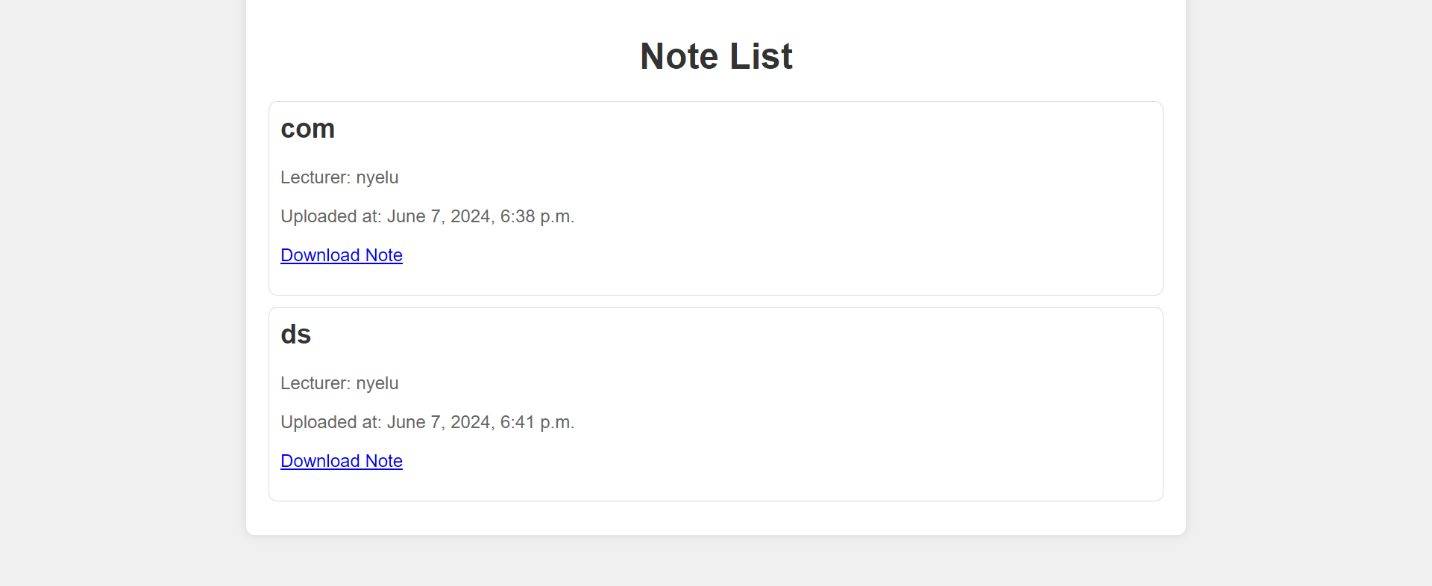 Note List
com
Lecturer: nyelu
Uploaded at: June 7, 2024, 6:38 p.m.
Download Note
ds
Lecturer: nyelu
Uploaded at: June 7, 2024, 6:41 p.m.
Download Note